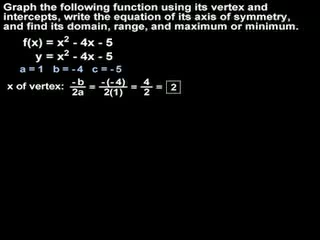 Graph the following function using its vertex and
intercepts, write the equation of its axis of symmetry,
and find its domain, range, and maximum or minimum.
f(x) = x² - 4x - 5
y = x² - 4x - 5
a = 1 b = -4 c = -5
x of vertex: -b/2a = -(-4)/2(1) = 4/2 = 2